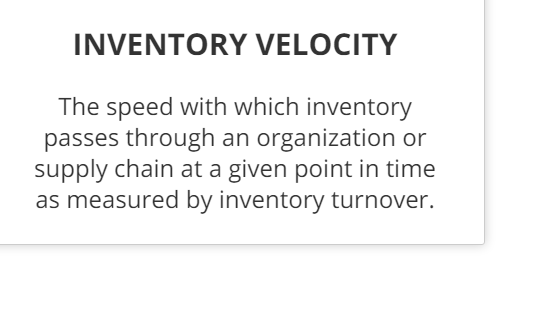 INVENTORY VELOCITY
The speed with which inventory
passes through an organization or
supply chain at a given point in time
as measured by inventory turnover.